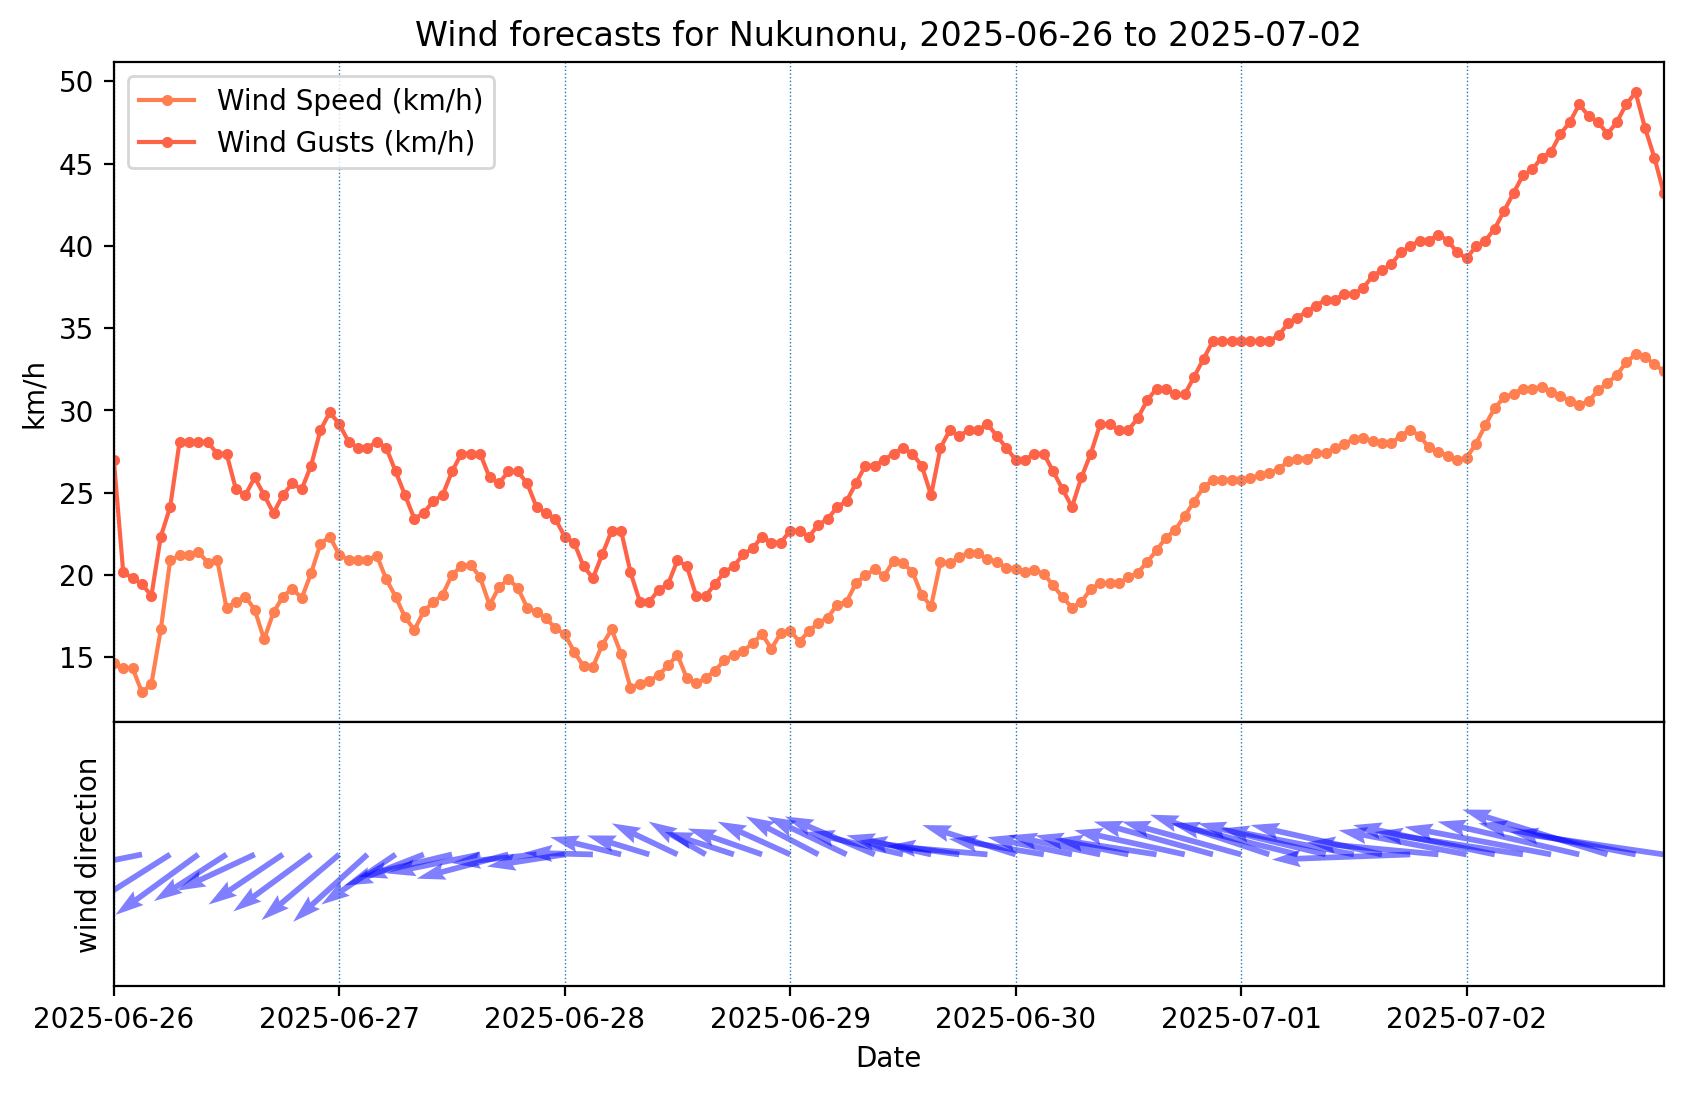 Wind forecasts for Nukunonu, 2025-06-26 to 2025-07-02
Wind Speed (km/h)
Wind Gusts (km/h)
50
45
40
35
30
25
20
15
km/h
wind direction
2025-06-26
2025-06-27
2025-06-28
2025-06-29
2025-06-30
2025-07-01
2025-07-02
Date